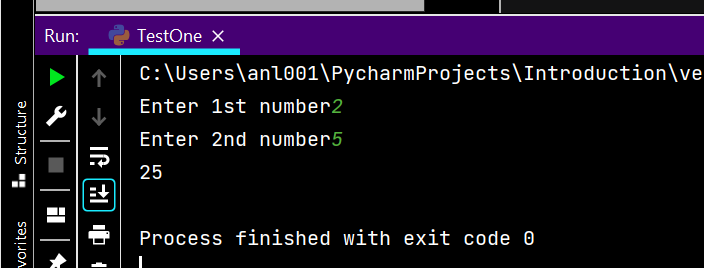 Run: TestOne
C:\Users\anl001\PycharmProjects\Introduction\ve
Enter 1st number2
Enter 2nd number5
25
Process finished with exit code 0
Structure
vorites